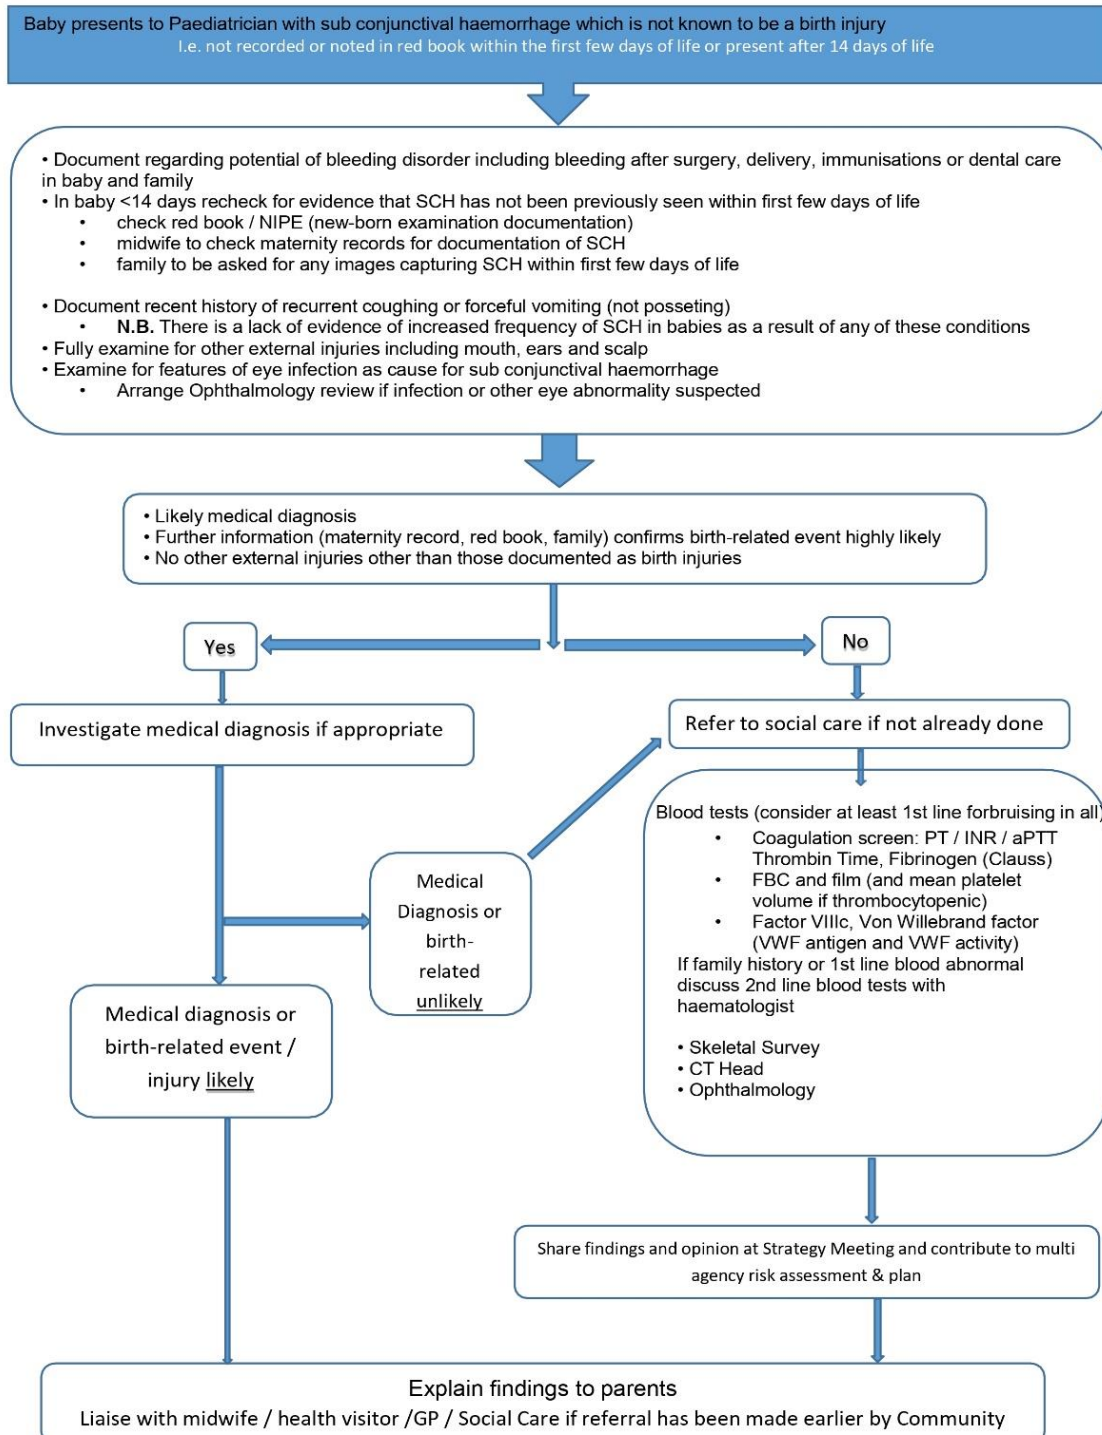 Baby presents to Paediatrician with sub conjunctival haemorrhage which is not known to be a birth injury
I.e. not recorded or noted in red book within the first few days of life or present after 14 days of life
• Document regarding potential of bleeding disorder including bleeding after surgery, delivery, immunisations or dental care
in baby and family
• In baby <14 days recheck for evidence that SCH has not been previously seen within first few days of life
• check red book / NIPE (new-born examination documentation)
• midwife to check maternity records for documentation of SCH
• family to be asked for any images capturing SCH within first few days of life
• Document recent history of recurrent coughing or forceful vomiting (not posseting)
• N.B. There is a lack of evidence of increased frequency of SCH in babies as a result of any of these conditions
• Fully examine for other external injuries including mouth, ears and scalp
• Examine for features of eye infection as cause for sub conjunctival haemorrhage
• Arrange Ophthalmology review if infection or other eye abnormality suspected
• Likely medical diagnosis
• Further information (maternity record, red book, family) confirms birth-related event highly likely
• No other external injuries other than those documented as birth injuries
Yes
No
Investigate medical diagnosis if appropriate
Refer to social care if not already done
Medical
Diagnosis or
birth-
related
unlikely
Blood tests (consider at least 1st line forbruising in all)
• Coagulation screen: PT / INR / aPTT
Thrombin Time, Fibrinogen (Clauss)
• FBC and film (and mean platelet
volume if thrombocytopenic)
• Factor VIIIc, Von Willebrand factor
(VWF antigen and VWF activity)
If family history or 1st line blood abnormal
discuss 2nd line blood tests with
haematologist
• Skeletal Survey
• CT Head
• Ophthalmology
Medical diagnosis or
birth-related event /
injury likely
Share findings and opinion at Strategy Meeting and contribute to multi
agency risk assessment & plan
Explain findings to parents
Liaise with midwife / health visitor /GP / Social Care if referral has been made earlier by Community